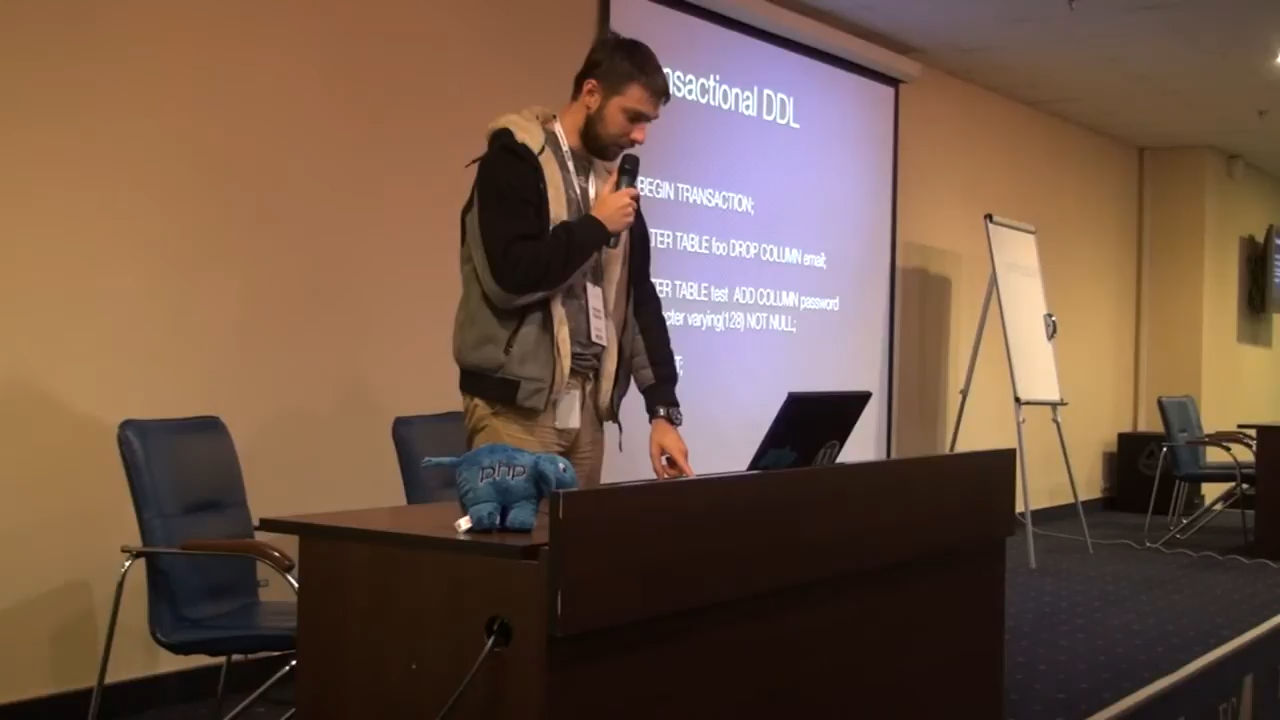 nsactional DDL
BEGIN TRANSACTION;
TER TABLE foo DROP COLUMN email;
TER TABLE test ADD COLUMN password
cter varying(128) NOT NULL;
T;
php